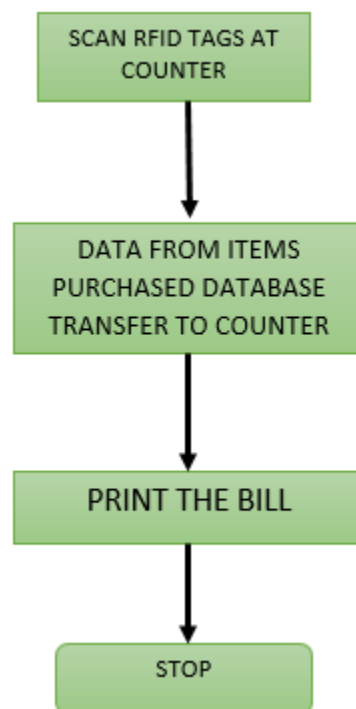 SCAN RFID TAGS AT
COUNTER
DATA FROM ITEMS
PURCHASED DATABASE
TRANSFER TO COUNTER
PRINT THE BILL
STOP